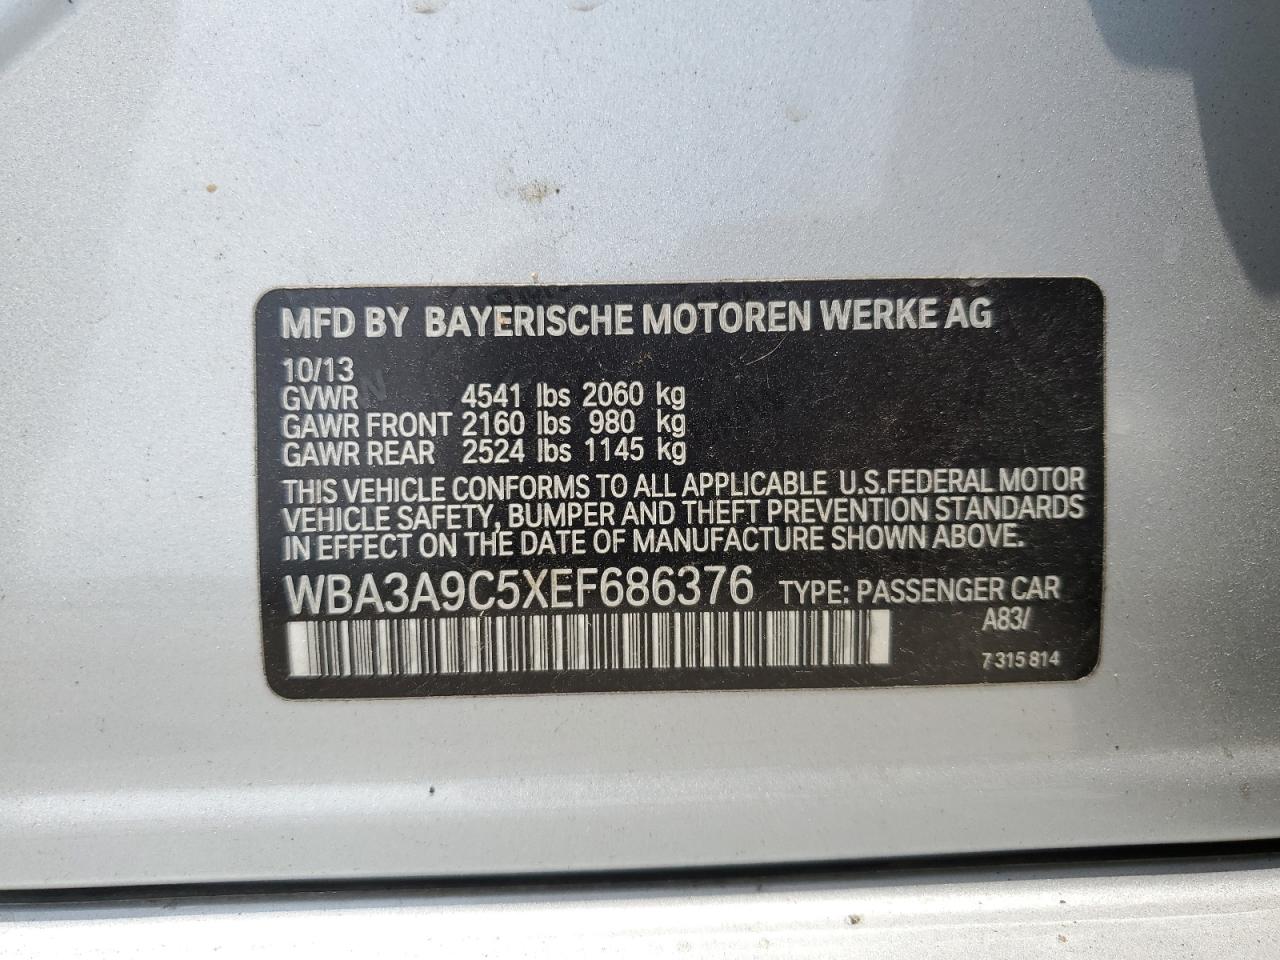 MFD BY BAYERISCHE MOTOREN WERKE AG
10/13
GVWR 4541 lbs 2060 kg
GAWR FRONT 2160 lbs 980 kg
GAWR REAR 2524 lbs 1145 kg
THIS VEHICLE CONFORMS TO ALL APPLICABLE U.S.FEDERAL MOTOR
VEHICLE SAFETY, BUMPER AND THEFT PREVENTION STANDARDS
IN EFFECT ON THE DATE OF MANUFACTURE SHOWN ABOVE.
WBA3A9C5XEF686376 TYPE: PASSENGER CAR
A83/
7 315 814